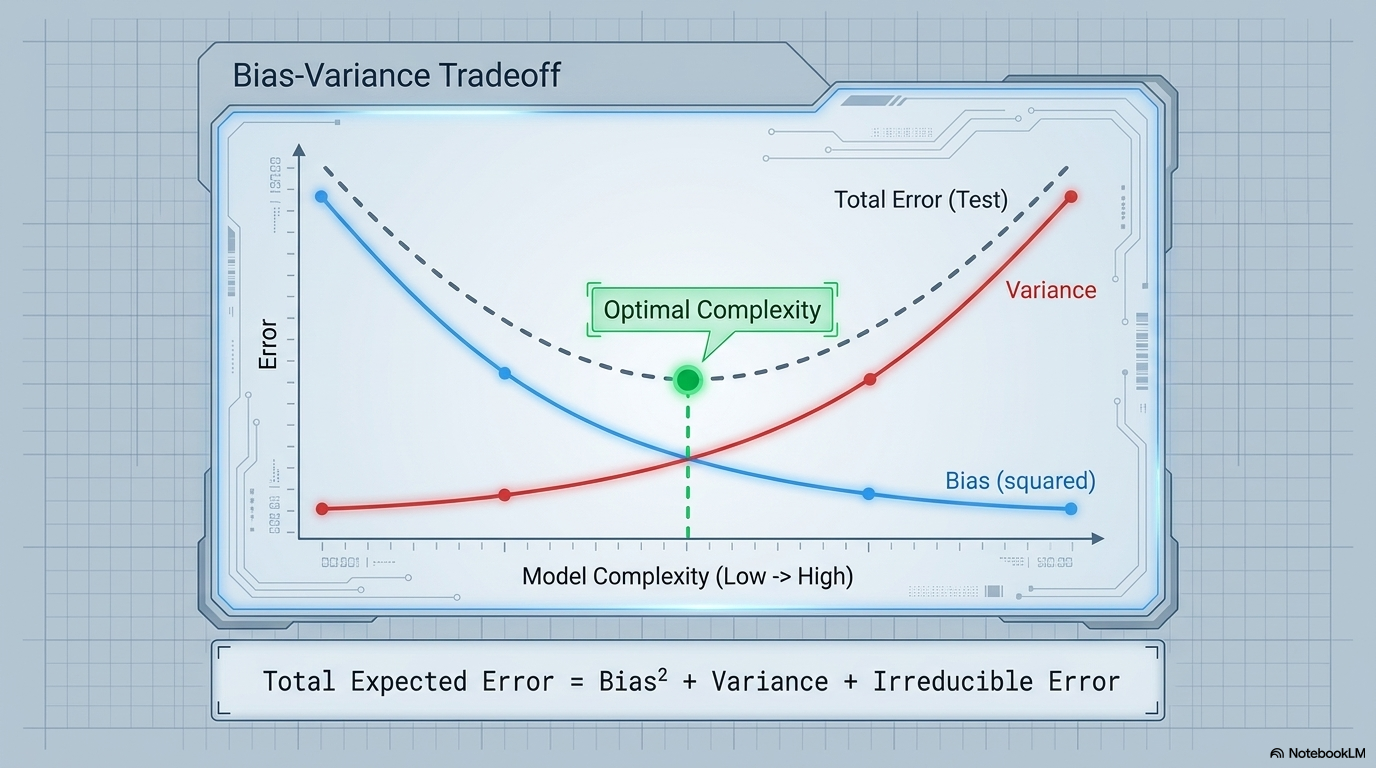 Bias-Variance Tradeoff
Total Error (Test)
Optimal Complexity
Variance
Error
Bias (squared)
Model Complexity (Low -> High)
Total Expected Error = Bias² + Variance + Irreducible Error
NotebookLM